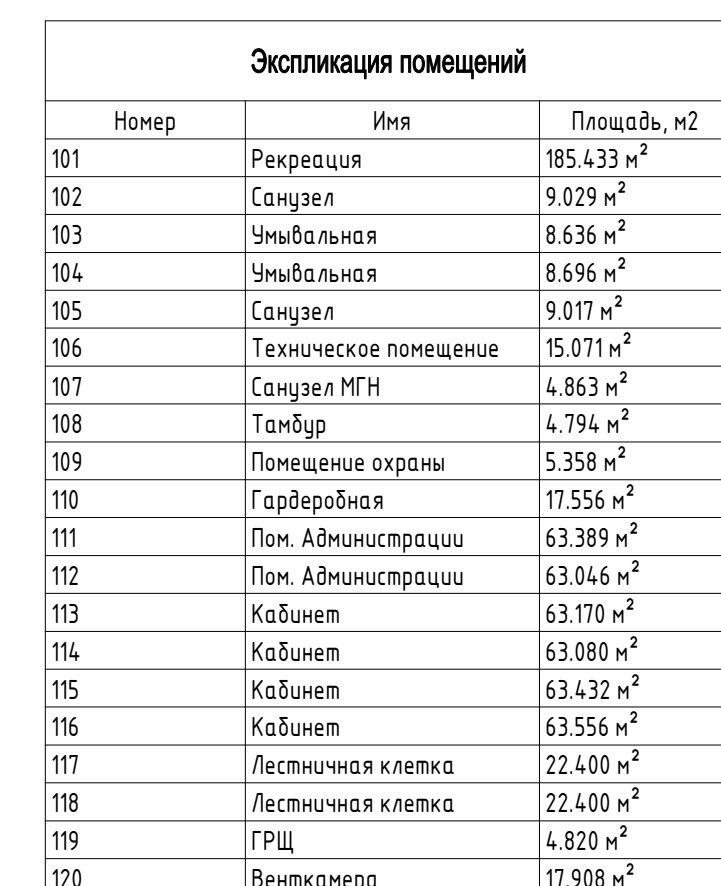 Экспликация помещений
Номер Имя Площадь, м2
101 Рекреация 185.433 м²
102 Санузел 9.029 м²
103 Умывальная 8.636 м²
104 Умывальная 8.696 м²
105 Санузел 9.017 м²
106 Техническое помещение 15.071 м²
107 Санузел МГН 4.863 м²
108 Тамбур 4.794 м²
109 Помещение охраны 5.358 м²
110 Гардеробная 17.556 м²
111 Пом. Администрации 63.389 м²
112 Пом. Администрации 63.046 м²
113 Кабинет 63.170 м²
114 Кабинет 63.080 м²
115 Кабинет 63.432 м²
116 Кабинет 63.556 м²
117 Лестничная клетка 22.400 м²
118 Лестничная клетка 22.400 м²
119 ГРЩ 4.820 м²
120 Венткамера 17.908 м²